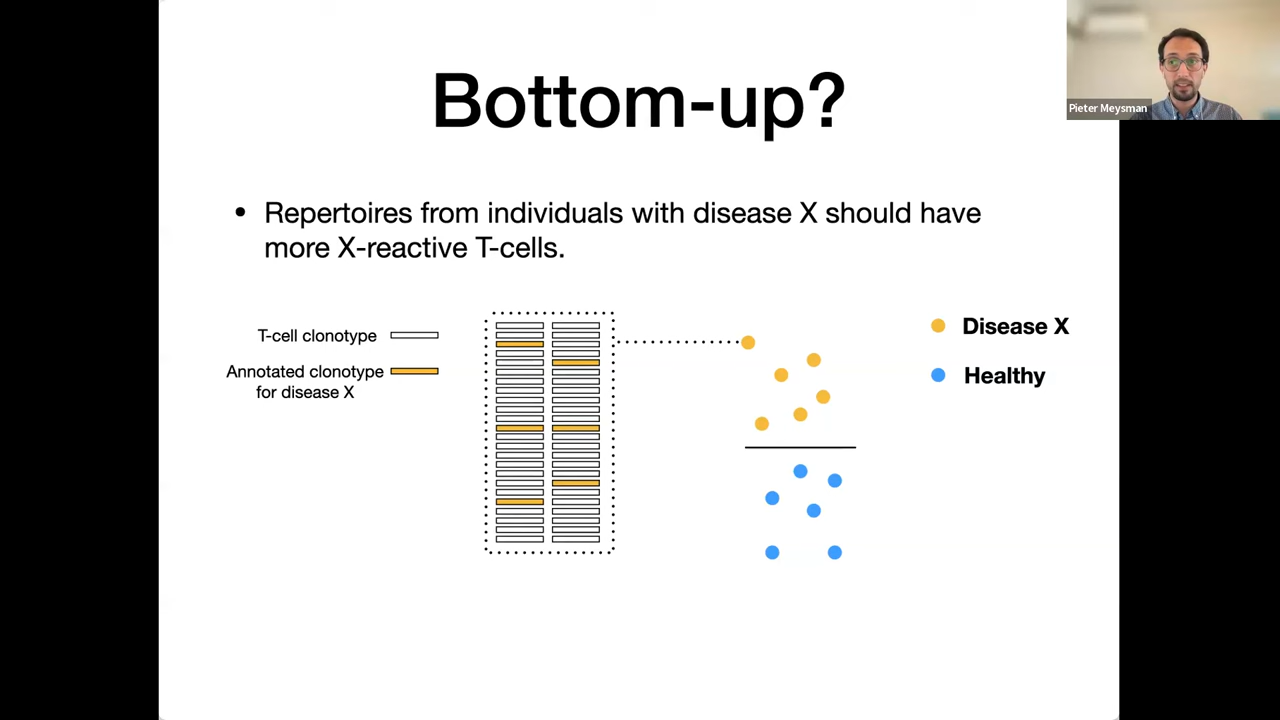 Bottom-up?
Pieter Meysman
• Repertoires from individuals with disease X should have
more X-reactive T-cells.
T-cell clonotype
Annotated clonotype
for disease X
Disease X
Healthy